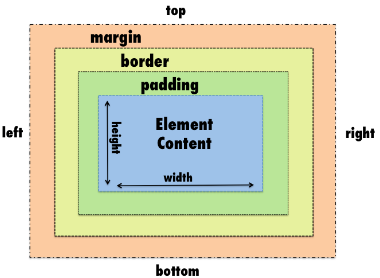 top
margin
border
padding
left
height
Element
Content
right
width
bottom